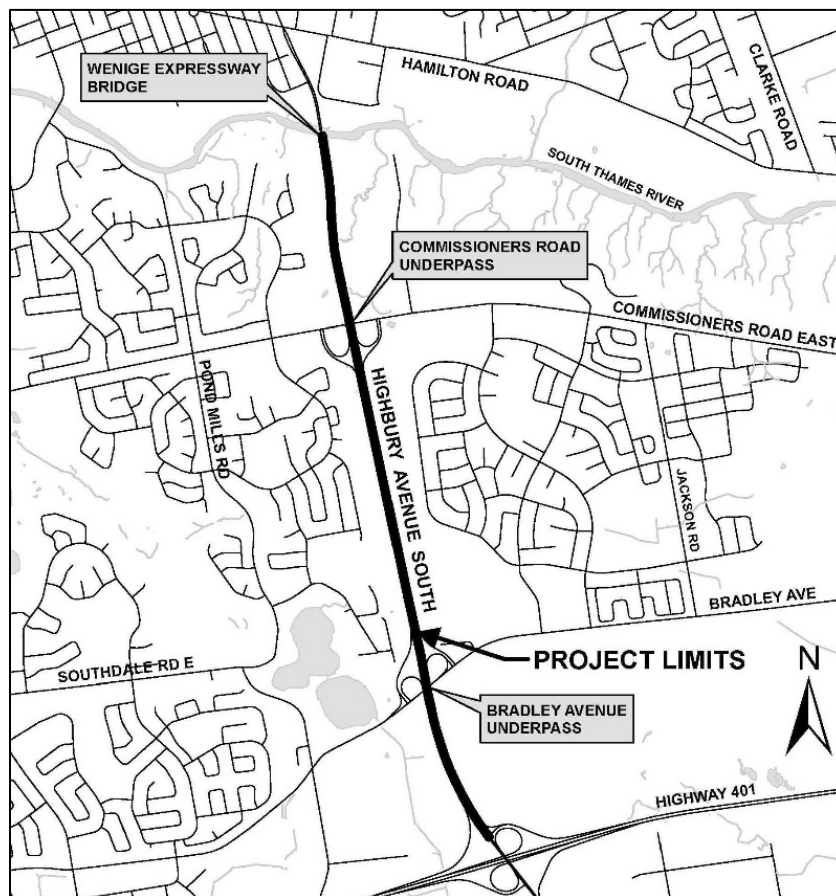 WENIGE EXPRESSWAY
BRIDGE
HAMILTON ROAD
CLARKE ROAD
SOUTH THAMES RIVER
COMMISSIONERS ROAD
UNDERPASS
COMMISSIONERS ROAD EAST
POND MILLS RD
HIGHBURY AVENUE SOUTH
JACKSON RD
BRADLEY AVE
SOUTHDALE RD E
PROJECT LIMITS
N
BRADLEY AVENUE
UNDERPASS
HIGHWAY 401